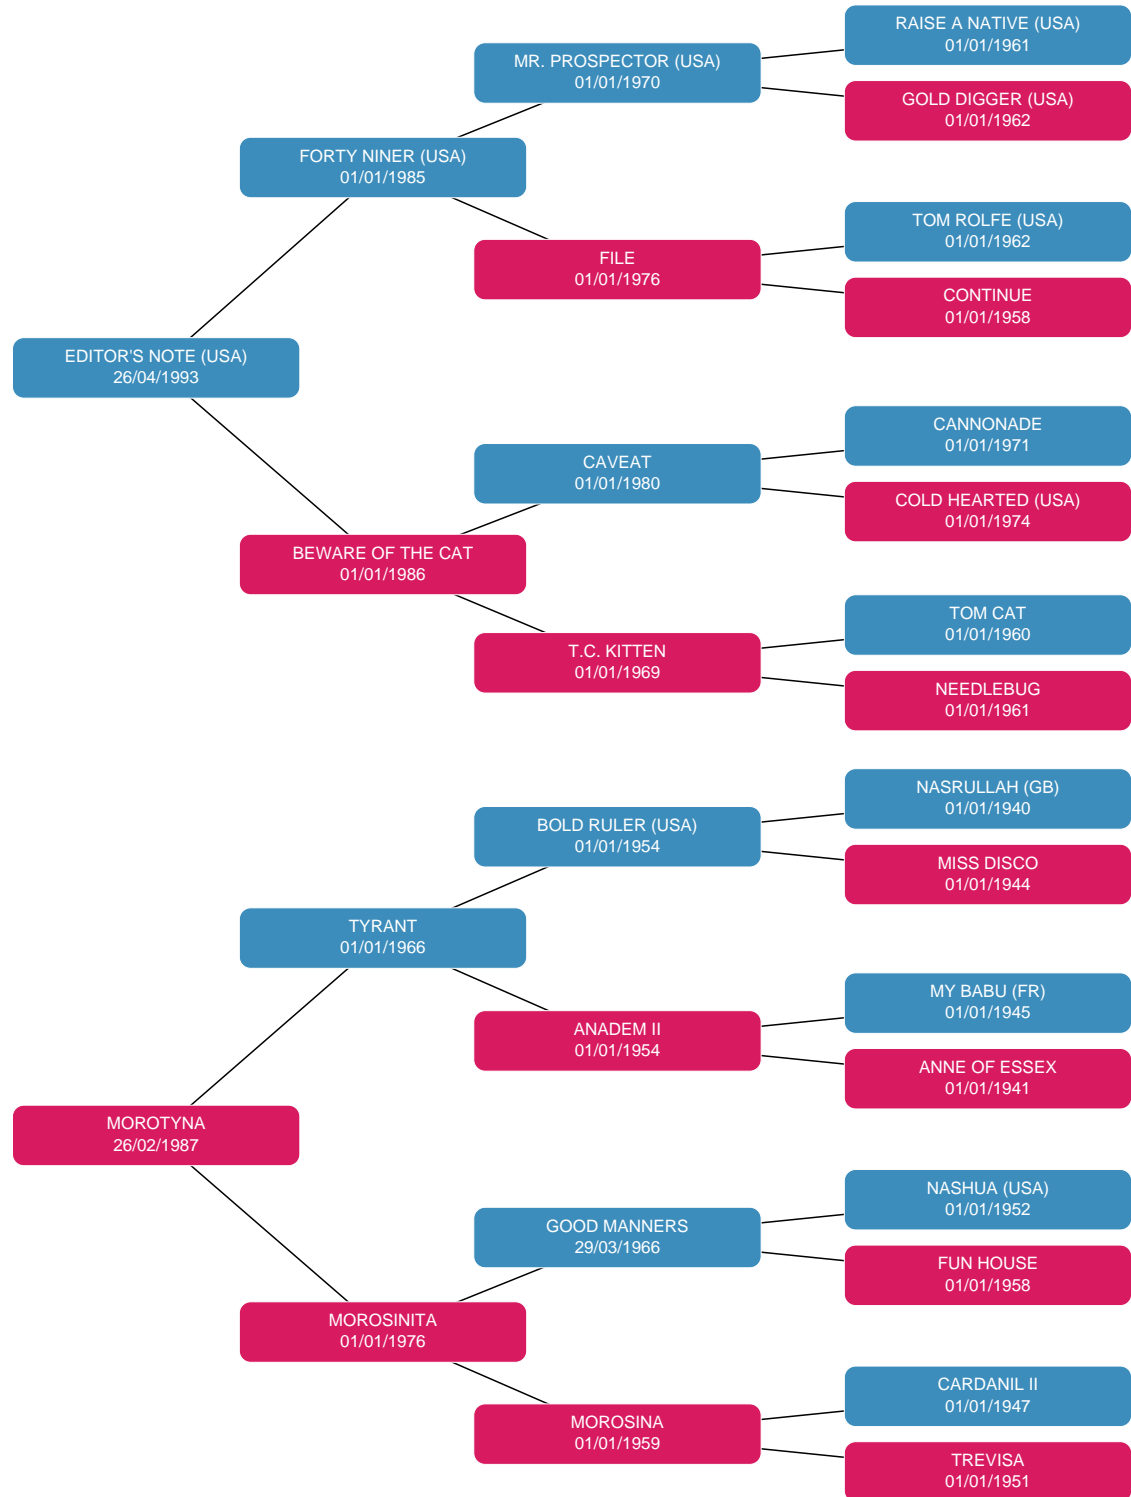 RAISE A NATIVE (USA)
01/01/1961
MR. PROSPECTOR (USA)
01/01/1970
GOLD DIGGER (USA)
01/01/1962
FORTY NINER (USA)
01/01/1985
TOM ROLFE (USA)
01/01/1962
FILE
01/01/1976
CONTINUE
01/01/1958
EDITOR'S NOTE (USA)
26/04/1993
CANNONADE
01/01/1971
CAVEAT
01/01/1980
COLD HEARTED (USA)
01/01/1974
BEWARE OF THE CAT
01/01/1986
TOM CAT
01/01/1960
T.C. KITTEN
01/01/1969
NEEDLEBUG
01/01/1961
NASRULLAH (GB)
01/01/1940
BOLD RULER (USA)
01/01/1954
MISS DISCO
01/01/1944
TYRANT
01/01/1966
MY BABU (FR)
01/01/1945
ANADEM II
01/01/1954
ANNE OF ESSEX
01/01/1941
MOROTYNA
26/02/1987
NASHUA (USA)
01/01/1952
GOOD MANNERS
29/03/1966
FUN HOUSE
01/01/1958
MOROSINITA
01/01/1976
CARDANIL II
01/01/1947
MOROSINA
01/01/1959
TREVISA
01/01/1951